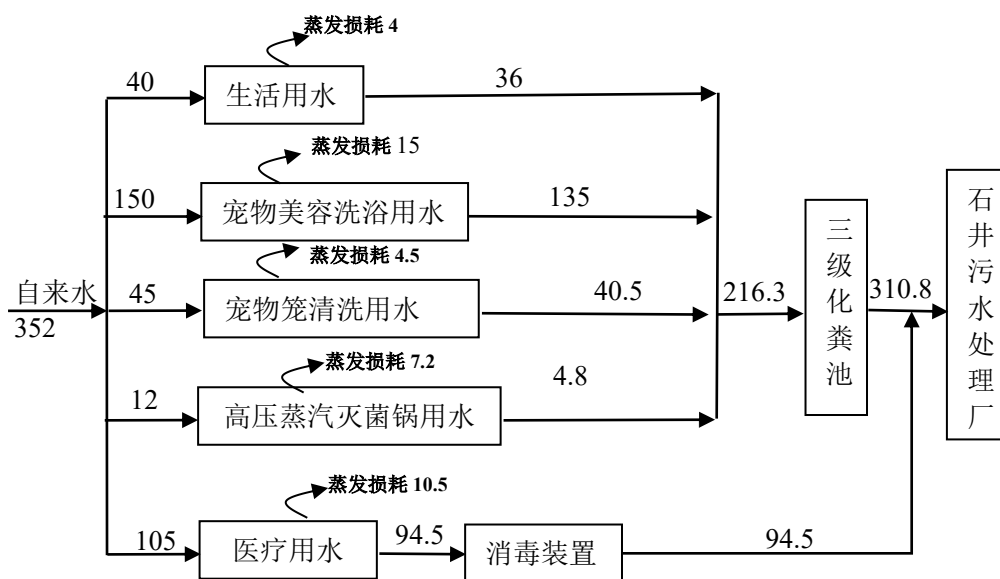 蒸发损耗 4
40
生活用水
36
蒸发损耗 15
150
宠物美容洗浴用水
135
蒸发损耗 4.5
自来水
352
45
宠物笼清洗用水
40.5
216.3
三级化粪池
310.8
石井污水处理厂
蒸发损耗 7.2
12
高压蒸汽灭菌锅用水
4.8
蒸发损耗 10.5
105
医疗用水
94.5
消毒装置
94.5